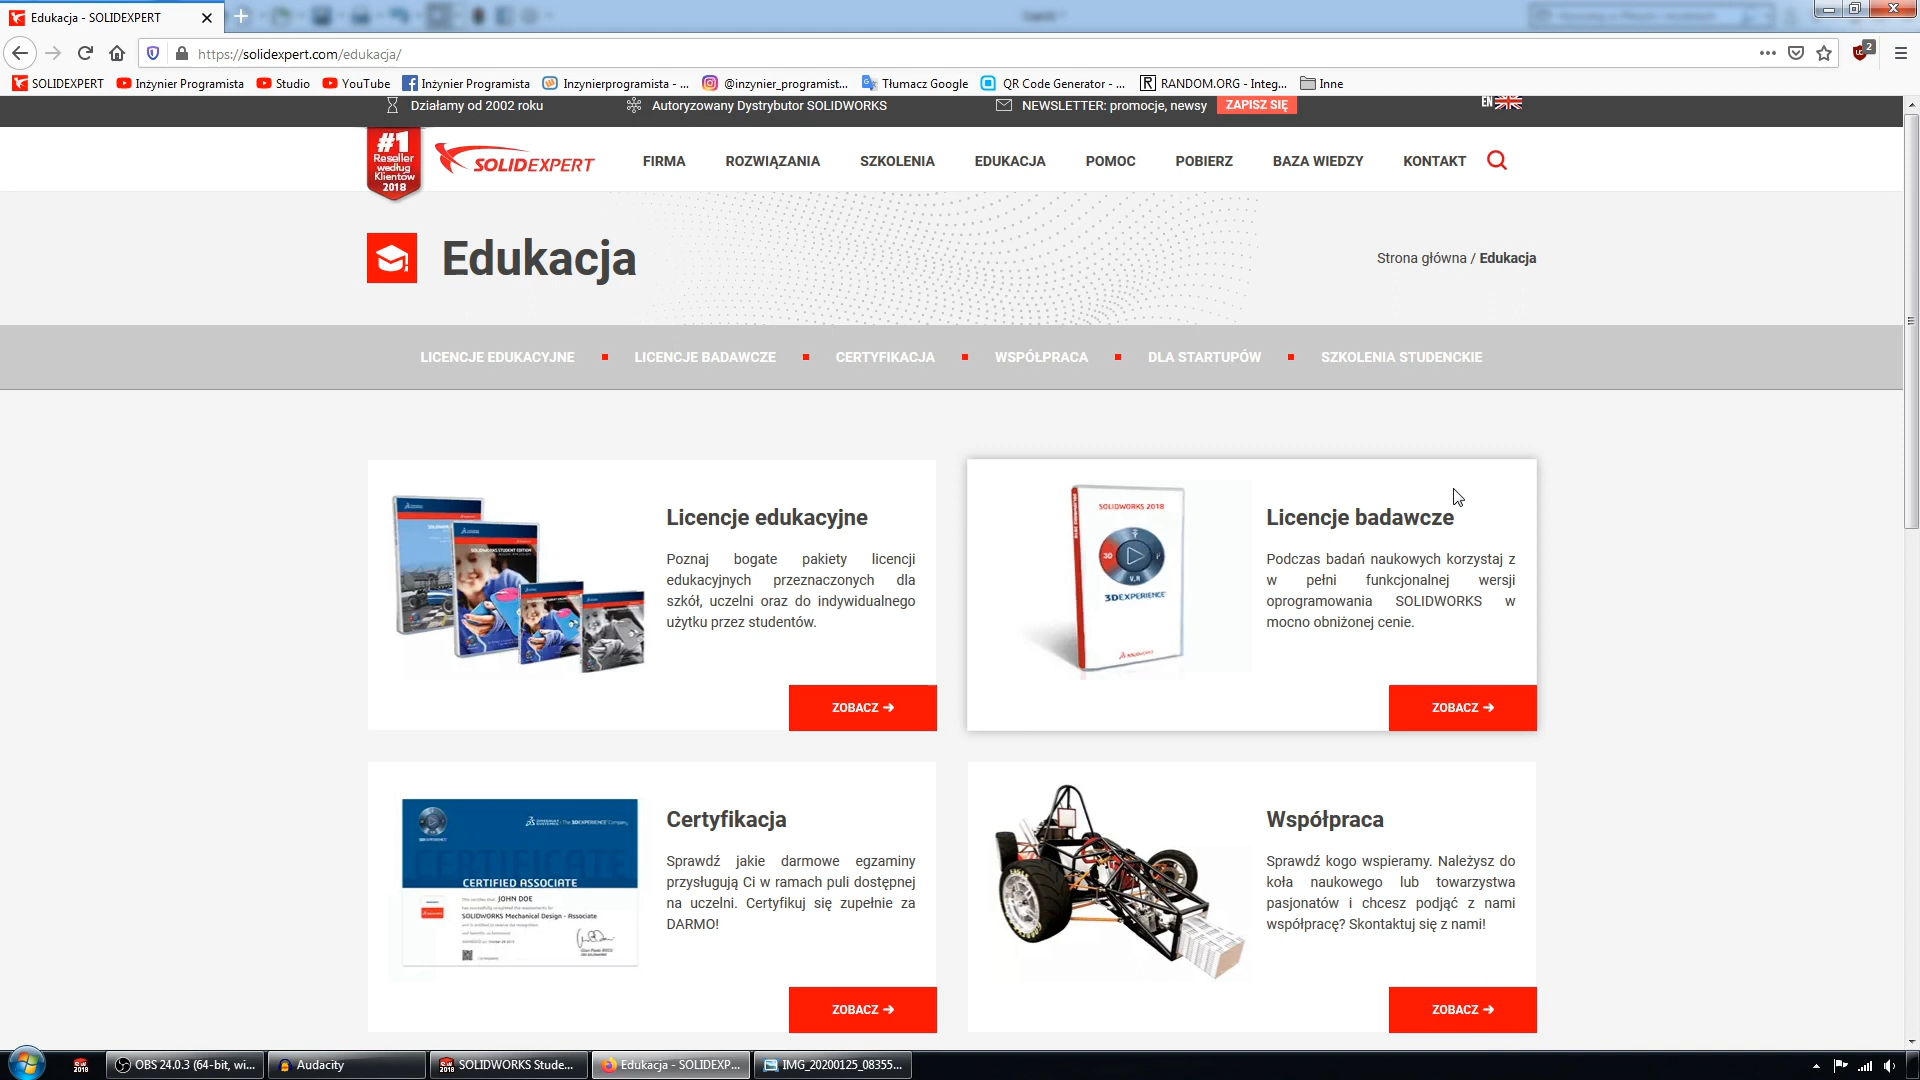 Edukacja - SOLIDEXPERT
https://solidexpert.com/edukacja/
2
SOLIDEXPERT
Inżynier Programista
Studio
YouTube
Inżynier Programista
Inzynierprogramista - ...
@inzynier_programist...
Tłumacz Google
QR Code Generator - ...
RANDOM.ORG - Integ...
Inne
Działamy od 2002 roku
Autoryzowany Dystrybutor SOLIDWORKS
NEWSLETTER: promocje, newsy
ZAPISZ SIĘ
EN
#1
Reseller
według
Klientów
2018
SOLIDEXPERT
FIRMA
ROZWIĄZANIA
SZKOLENIA
EDUKACJA
POMOC
POBIERZ
BAZA WIEDZY
KONTAKT
Edukacja
Strona główna / Edukacja
LICENCJE EDUKACYJNE
LICENCJE BADAWCZE
CERTYFIKACJA
WSPÓŁPRACA
DLA STARTUPÓW
SZKOLENIA STUDENCKIE
Licencje edukacyjne
Poznaj bogate pakiety licencji
edukacyjnych przeznaczonych dla
szkół, uczelni oraz do indywidualnego
użytku przez studentów.
ZOBACZ
SOLIDWORKS 2018
3D
V.R
3DEXPERIENCE
SOLIDWORKS
Licencje badawcze
Podczas badań naukowych korzystaj z
w pełni funkcjonalnej wersji
oprogramowania SOLIDWORKS w
mocno obniżonej cenie.
ZOBACZ
CERTIFICATE
CERTIFIED ASSOCIATE
JOHN DOE
SOLIDWORKS Mechanical Design - Associate
Certyfikacja
Sprawdź jakie darmowe egzaminy
przysługują Ci w ramach puli dostępnej
na uczelni. Certyfikuj się zupełnie za
DARMO!
ZOBACZ
Współpraca
Sprawdź kogo wspieramy. Należysz do
koła naukowego lub towarzystwa
pasjonatów i chcesz podjąć z nami
współpracę? Skontaktuj się z nami!
ZOBACZ
OBS 24.0.3 (64-bit, wi...
Audacity
SOLIDWORKS Stude...
Edukacja - SOLIDEXP...
IMG_20200125_08355...